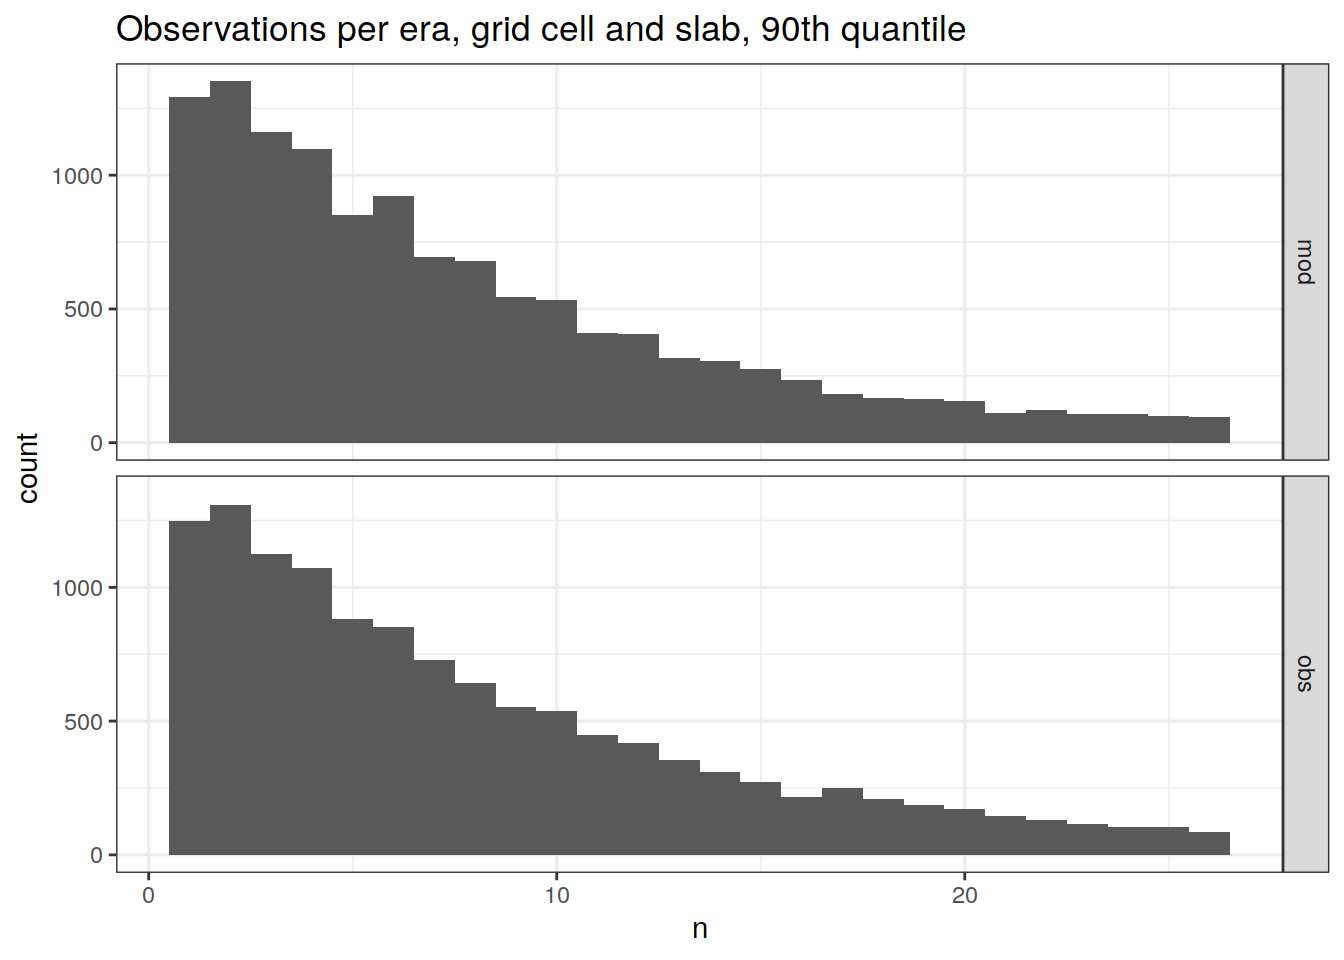 Observations per era, grid cell and slab, 90th quantile
1000
500
0
mod
count
1000
500
0
obs
0 10 20
n